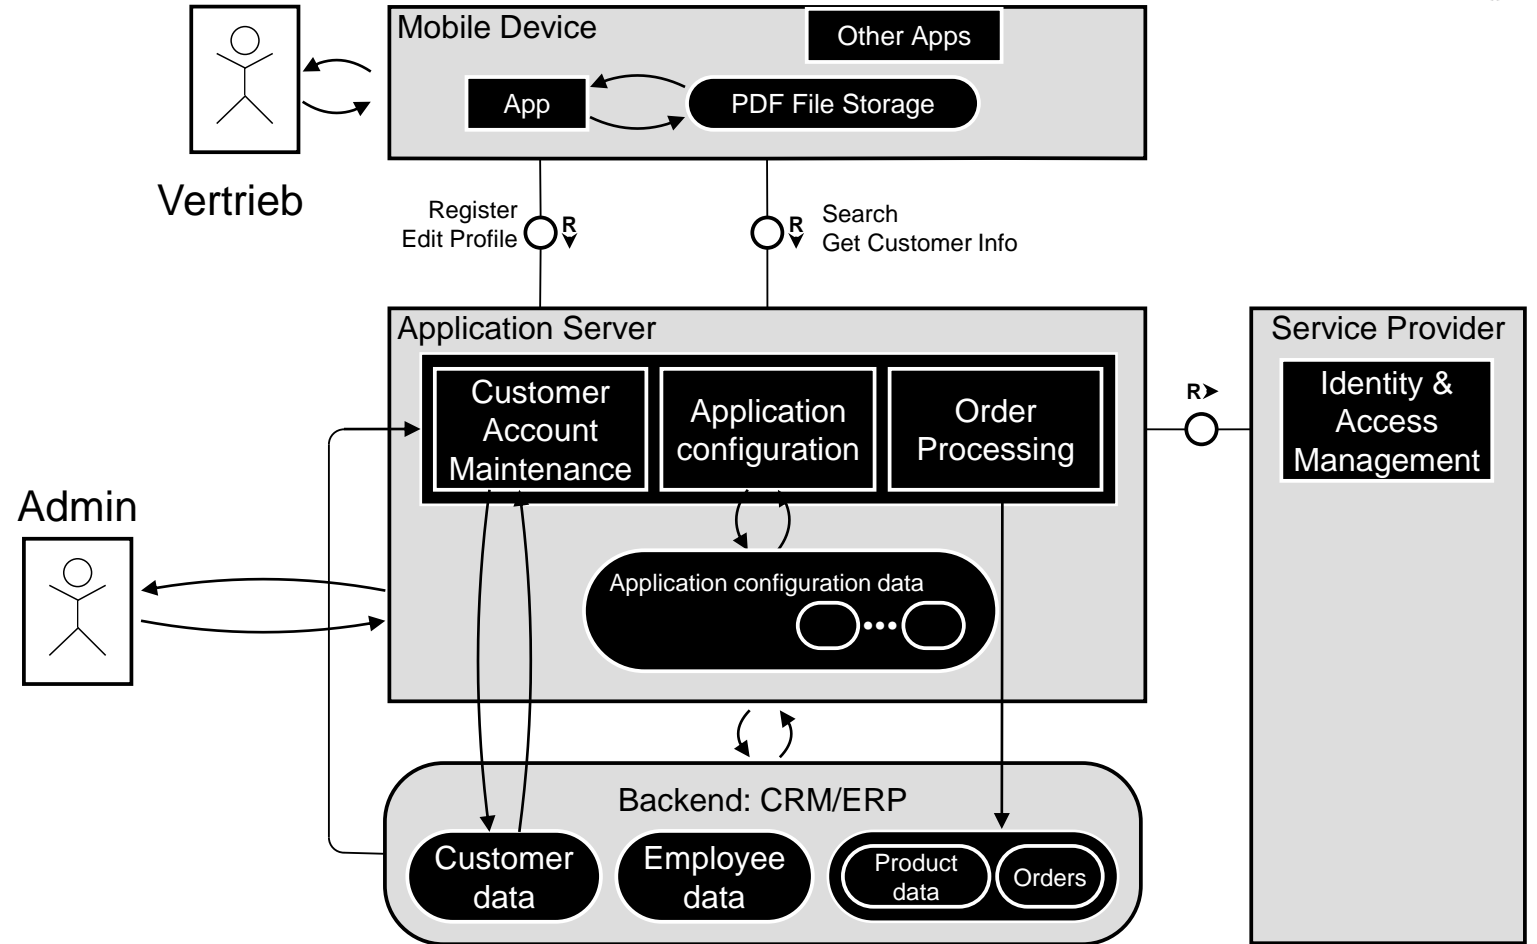 Mobile Device
Other Apps
App
PDF File Storage
Vertrieb
Register
Edit Profile
R
R
Search
Get Customer Info
Application Server
Service Provider
Customer
Account
Maintenance
Application
configuration
Order
Processing
R
Identity &
Access
Management
Admin
Application configuration data
Backend: CRM/ERP
Customer
data
Employee
data
Product
data
Orders